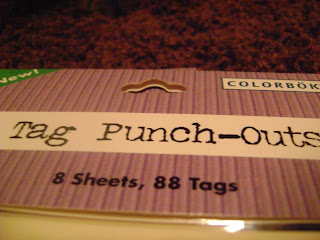 New!
COLORBÖK
Tag Punch-Outs
8 Sheets, 88 Tags